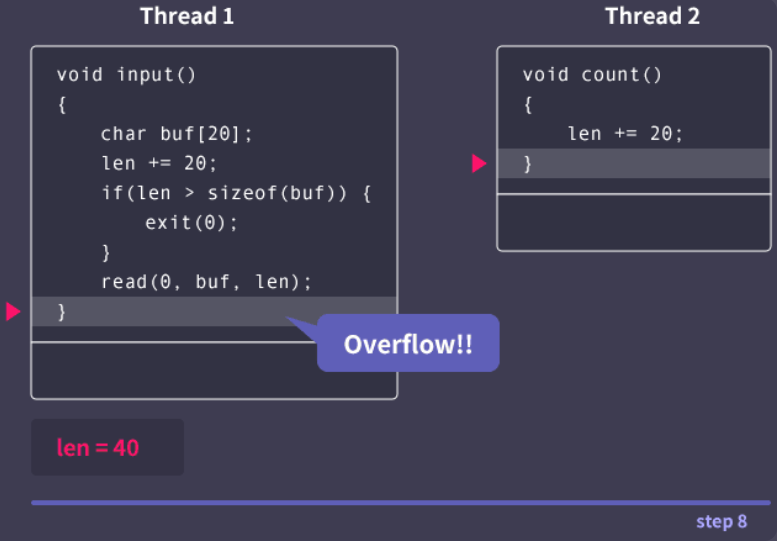 Thread 1
void input()
{
    char buf[20];
    len += 20;
    if(len > sizeof(buf)) {
        exit(0);
    }
    read(0, buf, len);
}
Overflow!!
Thread 2
void count()
{
    len += 20;
}
len = 40
step 8